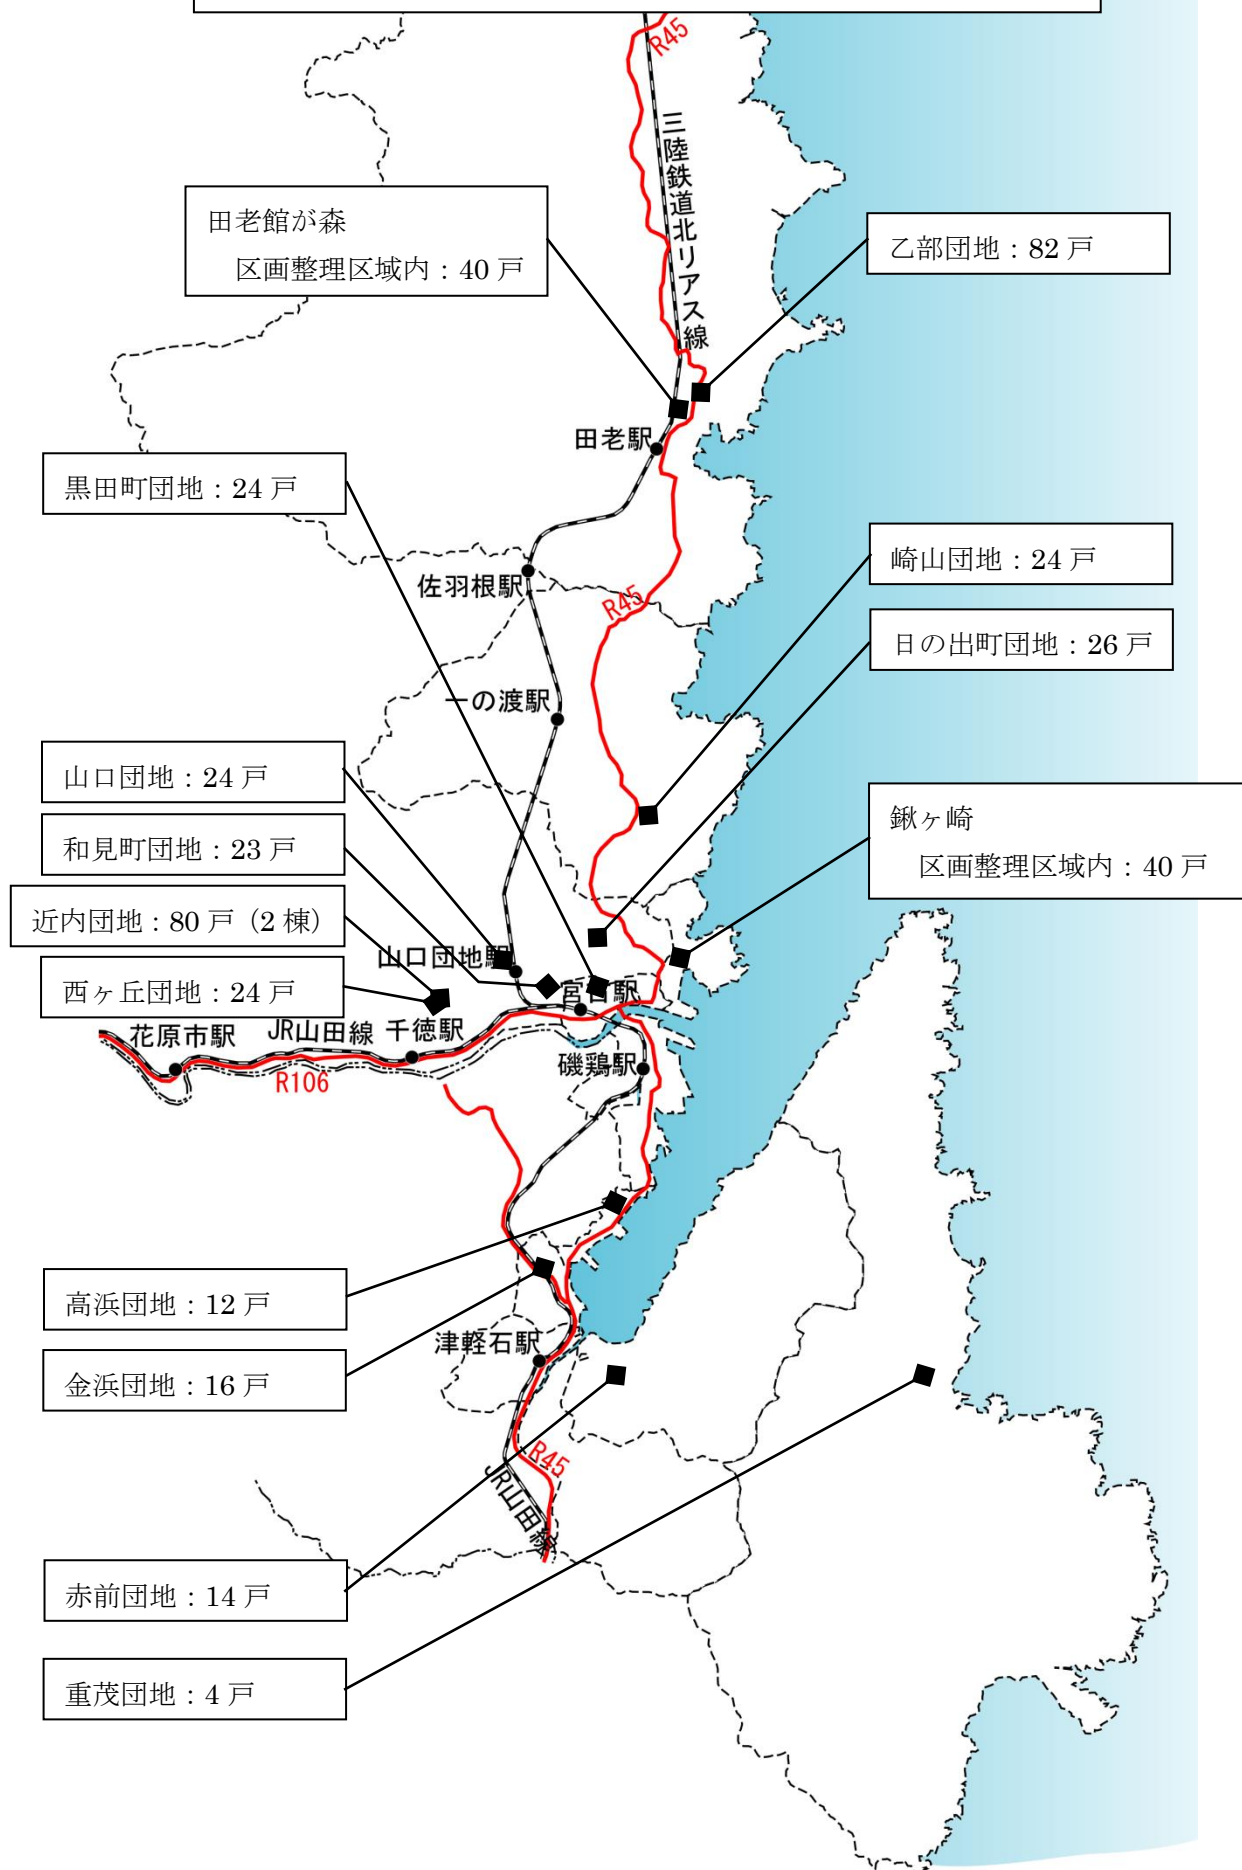 R45
三陸鉄道北リアス線
田老館が森
区画整理区域内：40 戸
乙部団地：82 戸
田老駅
黒田町団地：24 戸
佐羽根駅
R45
崎山団地：24 戸
日の出町団地：26 戸
一の渡駅
山口団地：24 戸
和見町団地：23 戸
鍬ヶ崎
区画整理区域内：40 戸
近内団地：80 戸（2 棟）
山口団地駅
西ヶ丘団地：24 戸
宮古駅
花原市駅
JR山田線
千徳駅
磯鶏駅
R106
高浜団地：12 戸
津軽石駅
金浜団地：16 戸
R45
JR山田線
赤前団地：14 戸
重茂団地：4 戸